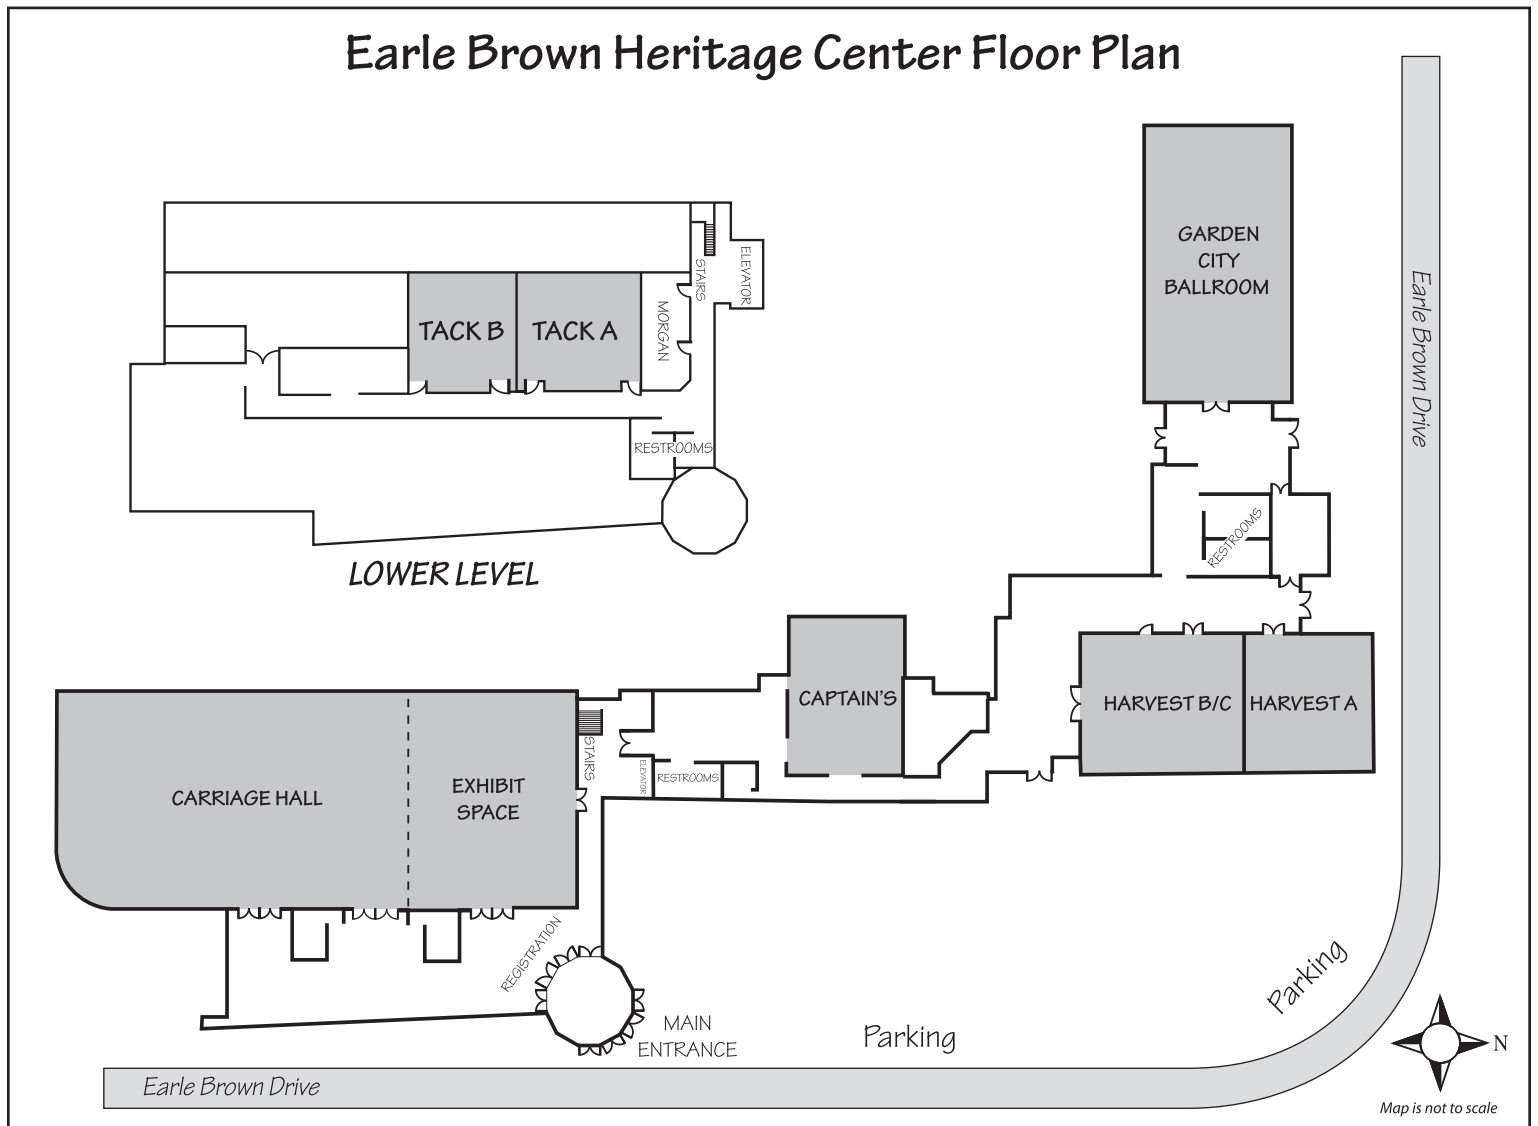 Earle Brown Heritage Center Floor Plan
GARDEN
CITY
BALLROOM
Earle Brown Drive
STAIRS
ELEVATOR
TACK B
TACK A
MORGAN
RESTROOMS
LOWER LEVEL
RESTROOMS
CAPTAIN'S
HARVEST B/C
HARVEST A
CARRIAGE HALL
EXHIBIT
SPACE
STAIRS
ELEVATOR
RESTROOMS
REGISTRATION
MAIN
ENTRANCE
Parking
Parking
N
Earle Brown Drive
Map is not to scale